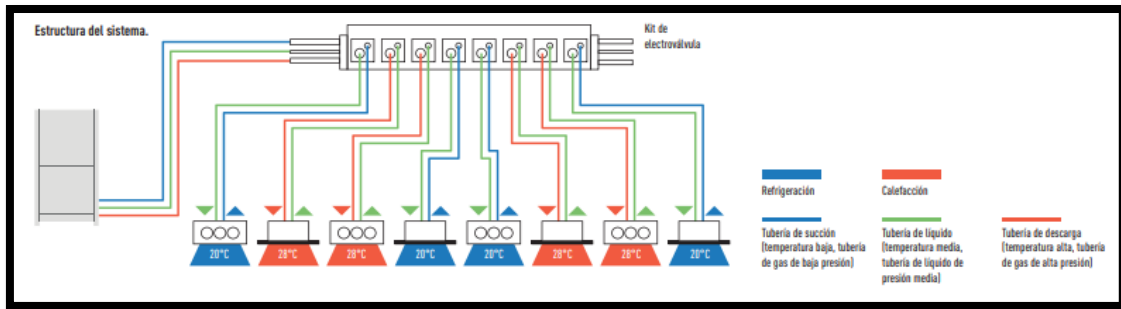 Estructura del sistema.
Kit de
electroválvula
20°C
28°C
28°C
20°C
20°C
28°C
28°C
20°C
Refrigeración
Calefacción
Tubería de succión
(temperatura baja, tubería
de gas de baja presión)
Tubería de líquido
(temperatura media,
tubería de líquido de
presión media)
Tubería de descarga
(temperatura alta, tubería
de gas de alta presión)